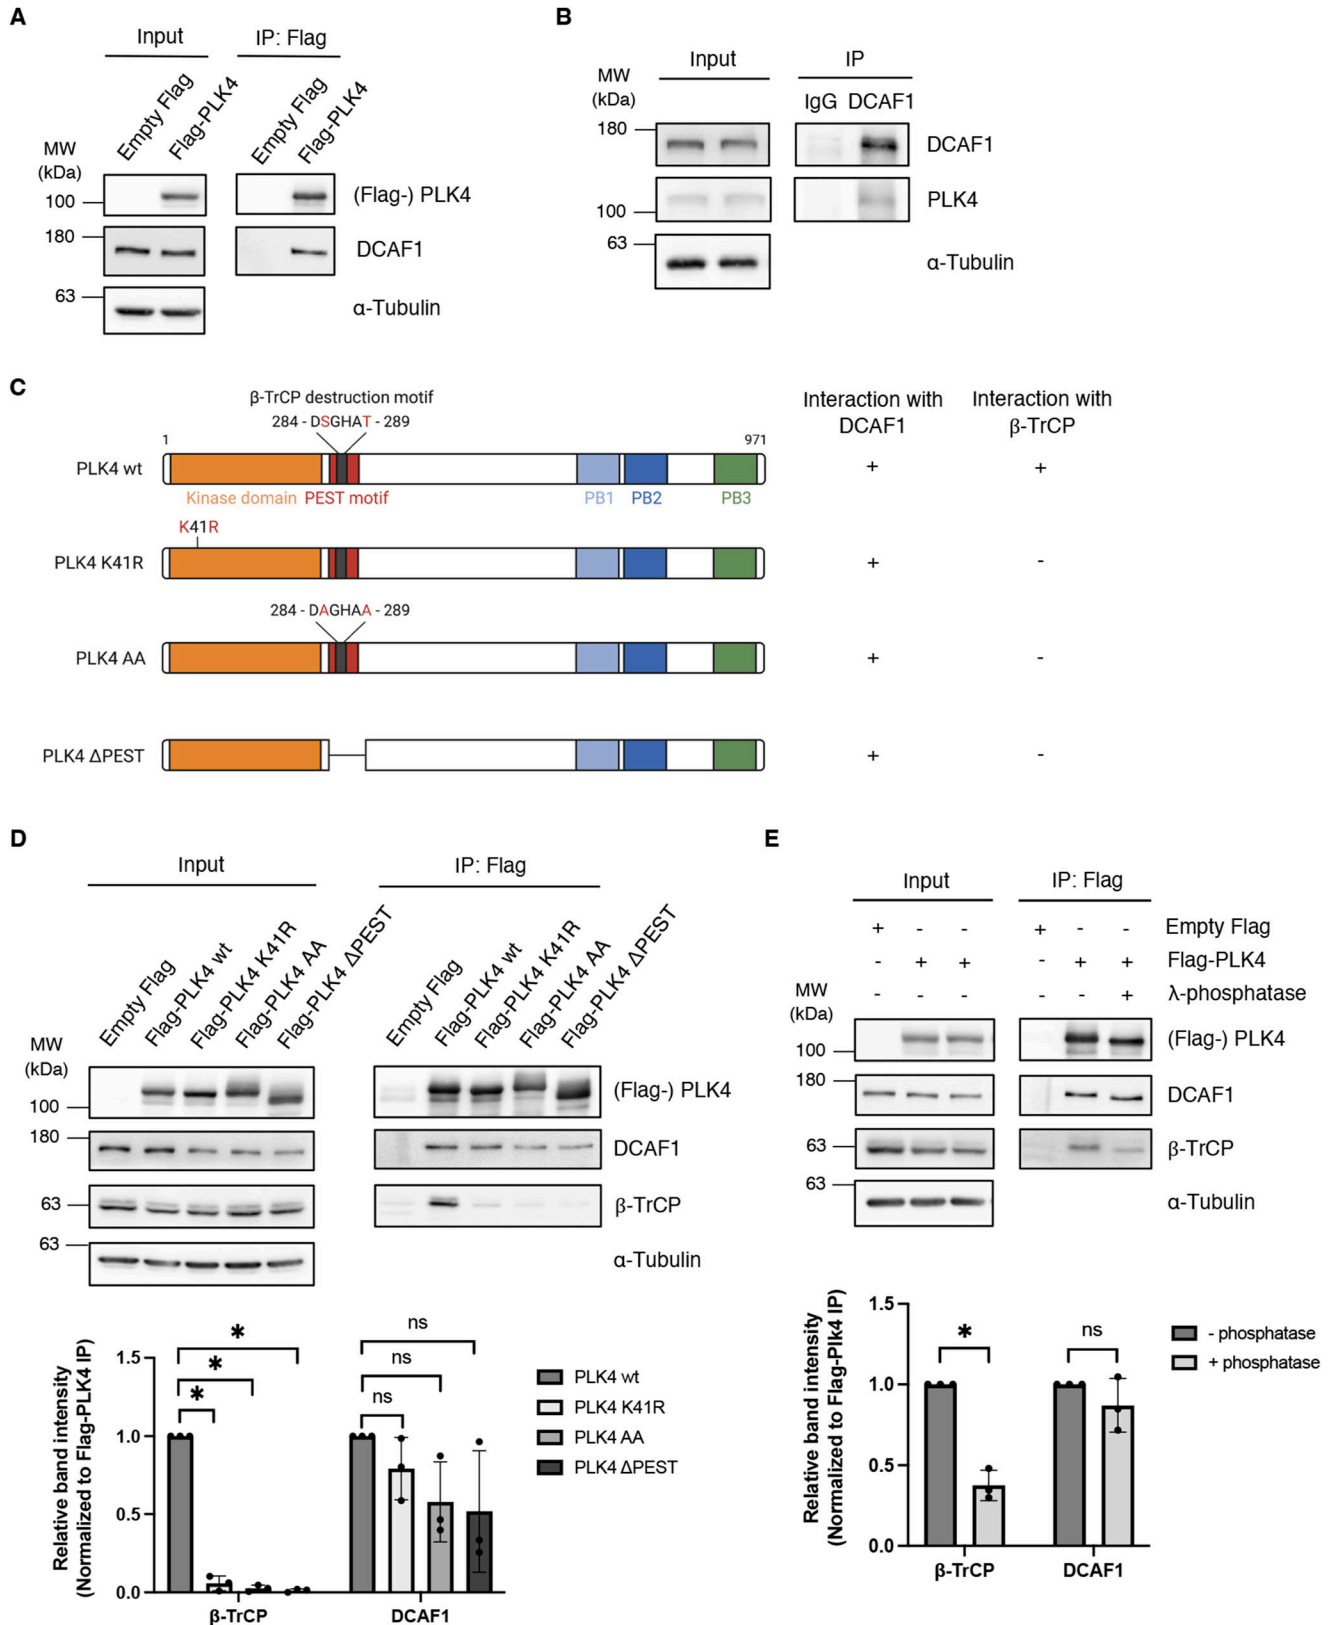 A
Input
IP: Flag
Empty Flag
Flag-PLK4
Empty Flag
Flag-PLK4
MW
(kDa)
100
(Flag-) PLK4
180
DCAF1
63
α-Tubulin
B
Input
IP
MW
(kDa)
IgG DCAF1
180
DCAF1
100
PLK4
63
α-Tubulin
C
β-TrCP destruction motif
284 - DSGHAT - 289
Interaction with
DCAF1
Interaction with
β-TrCP
1
971
PLK4 wt
+
+
Kinase domain
PEST motif
PB1
PB2
PB3
K41R
PLK4 K41R
+
-
284 - DAGHAA - 289
PLK4 AA
+
-
PLK4 ΔPEST
+
-
D
Input
IP: Flag
Empty Flag
Flag-PLK4 wt
Flag-PLK4 K41R
Flag-PLK4 AA
Flag-PLK4 ΔPEST
Empty Flag
Flag-PLK4 wt
Flag-PLK4 K41R
Flag-PLK4 AA
Flag-PLK4 ΔPEST
MW
(kDa)
100
(Flag-) PLK4
180
DCAF1
63
β-TrCP
63
α-Tubulin
Relative band intensity
(Normalized to Flag-PLK4 IP)
1.5
1.0
0.5
0.0
*
*
*
ns
ns
ns
β-TrCP
DCAF1
PLK4 wt
PLK4 K41R
PLK4 AA
PLK4 ΔPEST
E
Input
IP: Flag
+ - - + - - Empty Flag
- + + - + + Flag-PLK4
- - - - - + λ-phosphatase
MW
(kDa)
100
(Flag-) PLK4
180
DCAF1
63
β-TrCP
63
α-Tubulin
Relative band intensity
(Normalized to Flag-Plk4 IP)
1.5
1.0
0.5
0.0
*
ns
β-TrCP
DCAF1
- phosphatase
+ phosphatase